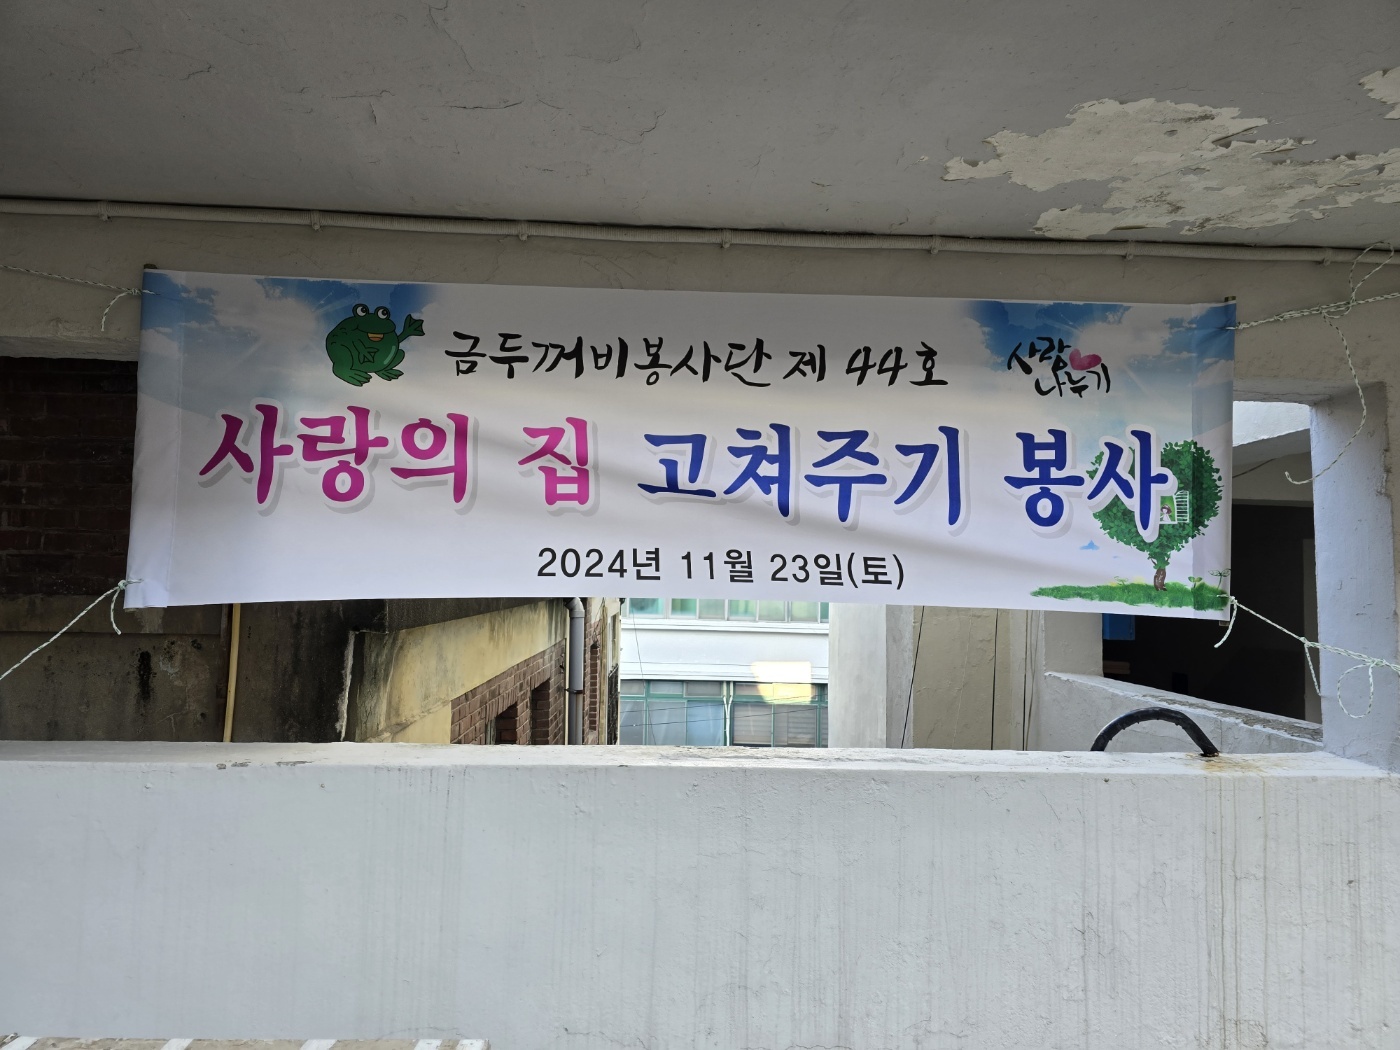 금두꺼비봉사단 제 44호
사랑
나누기
사랑의 집 고쳐주기 봉사
2024년 11월 23일(토)